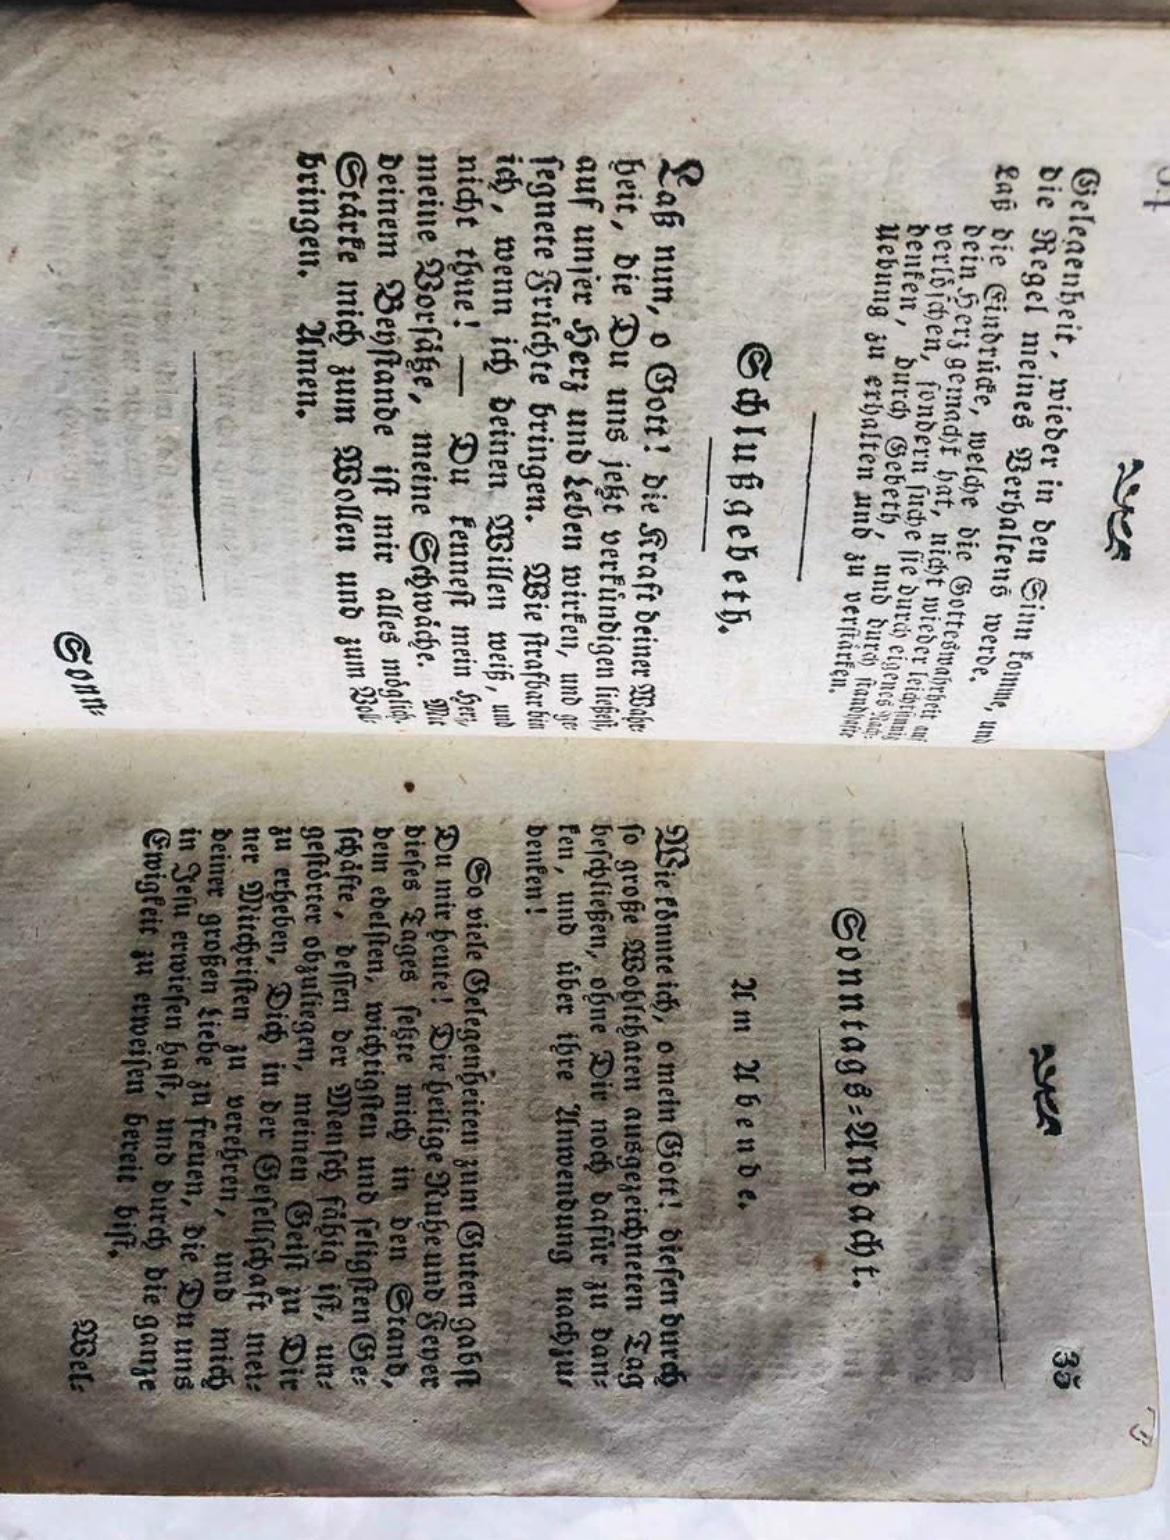 34
Gelegenheit, wieder in den Sinn komme, und
die Regel meines Verhaltens werde.
Laß die Eindrücke, welche die Gotteswahrheit auf
dein Herz gemacht hat, nicht wieder leichtsinnig
verlöschen, sondern suche sie durch eigenes Nach-
denken, durch Gebeth, und durch standhafte
Uebung zu erhalten und zu verstärken.
Schlußgebeth.
Laß nun, o Gott! die Kraft deiner Wahr-
heit, die Du uns jetzt verkündigen ließest,
auf unser Herz und Leben wirken, und ge-
segnete Früchte bringen. Wie strafbar bin
ich, wenn ich deinen Willen weiß, und
nicht thue! — Du kennest mein Herz,
meine Vorsätze, meine Schwäche. Mit
deinem Beystande ist mir alles möglich.
Stärke mich zum Wollen und zum Voll-
bringen. Amen.
Sonn-
35
Sonntags-Andacht.
Am Abende.
Wie könnte ich, o mein Gott! diesen durch
so große Wohlthaten ausgezeichneten Tag
beschließen, ohne Dir noch dafür zu dan-
ken, und über ihre Anwendung nachzu-
denken!
So viele Gelegenheiten zum Guten gabst
Du mir heute! Die heilige Ruhe und Feyer
dieses Tages setzte mich in den Stand,
dem edelsten, wichtigsten und seligsten Ge-
schäfte, dessen der Mensch fähig ist, un-
gestörter obzuliegen, meinen Geist zu Dir
zu erheben, Dich in der Gesellschaft mei-
ner Mitchristen zu verehren, und mich
deiner großen Liebe zu freuen, die Du uns
in Jesu erwiesen hast, und durch die ganze
Ewigkeit zu erweisen bereit bist.
Wel-